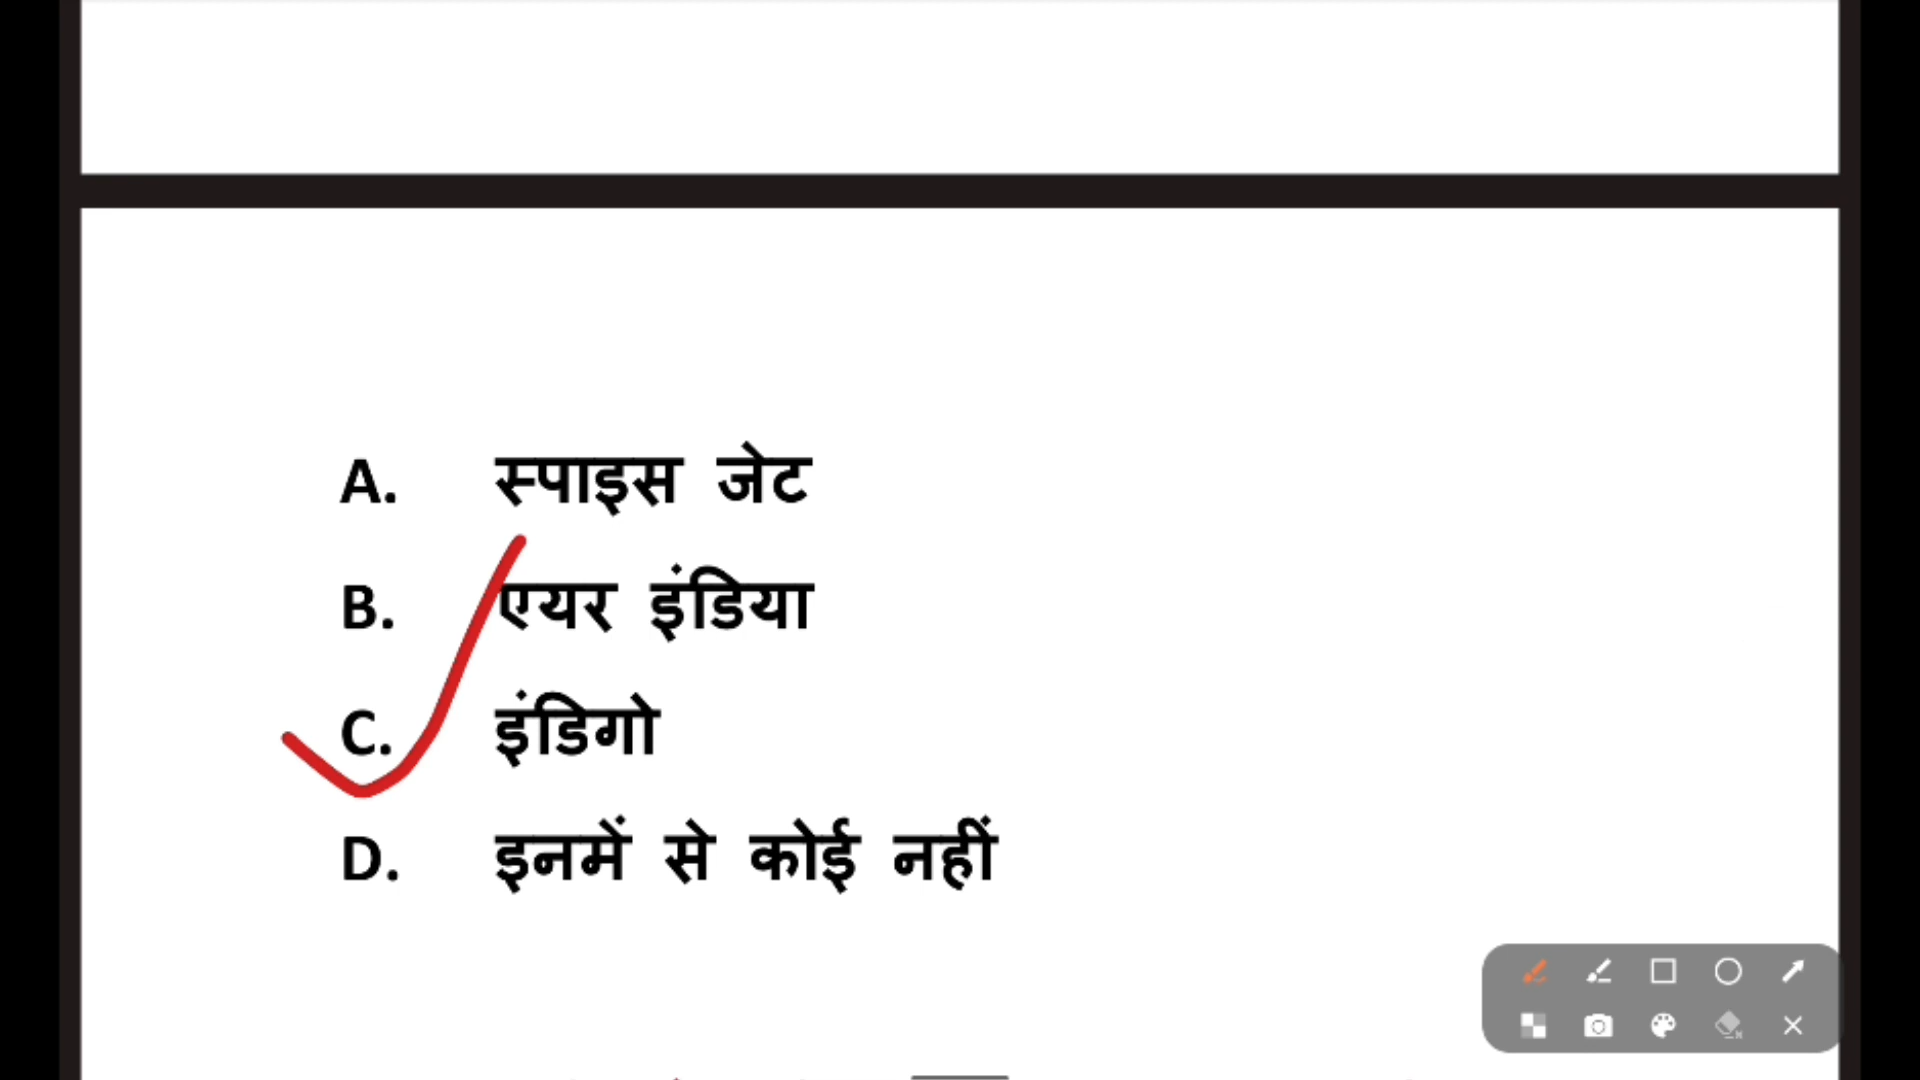 A. स्पाइस जेट
B. एयर इंडिया
C. इंडिगो
D. इनमें से कोई नहीं